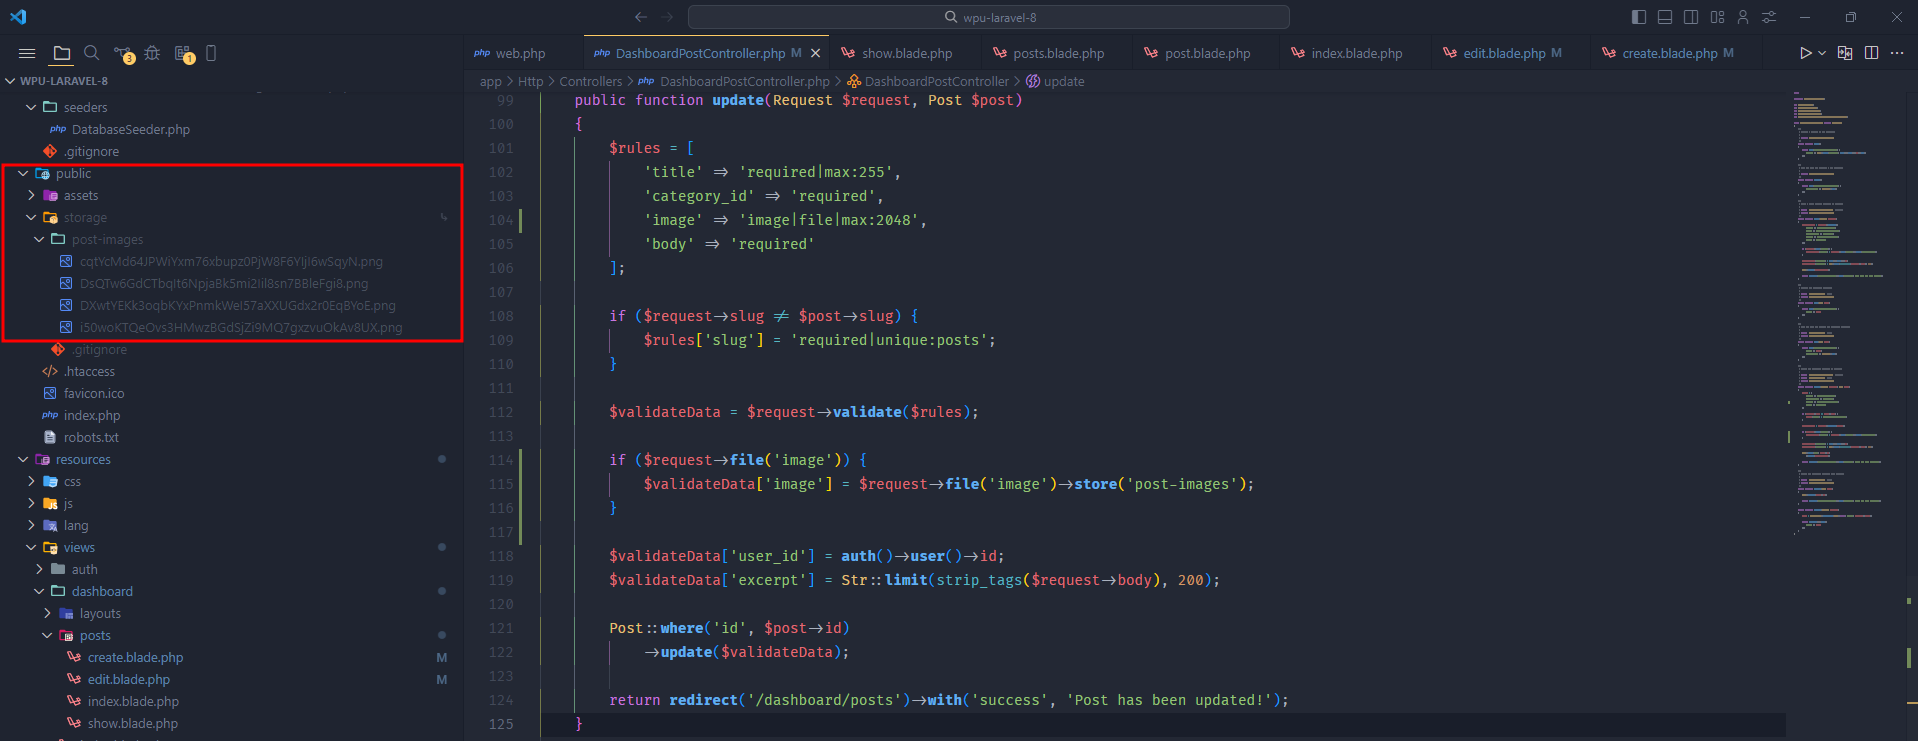 wpu-laravel-8
3
1
php web.php
php DashboardPostController.php M
show.blade.php
posts.blade.php
post.blade.php
index.blade.php
edit.blade.php M
create.blade.php M
WPU-LARAVEL-8
app > Http > Controllers > php DashboardPostController.php > DashboardPostController > update
seeders
php DatabaseSeeder.php
.gitignore
public
assets
storage
post-images
DsQTw6GdCTbqIt6NpjaBk5mi2Iil8sn7BBleFgi8.png
DXwtYEKk3oqbKYxPnmkWeI57aXXUGdx2r0EqBYoE.png
i50woKTQeOvs3HMwzBGdSjZi9MQ7gxzvuOkAv8UX.png
.gitignore
.htaccess
favicon.ico
php index.php
robots.txt
resources
css
js
lang
views
auth
dashboard
layouts
posts
create.blade.php M
edit.blade.php M
index.blade.php
show.blade.php
99 public function update(Request $request, Post $post)
100 {
101 $rules = [
102 'title' => 'required|max:255',
103 'category_id' => 'required',
104 'image' => 'image|file|max:2048',
105 'body' => 'required'
106 ];
107
108 if ($request->slug != $post->slug) {
109 $rules['slug'] = 'required|unique:posts';
110 }
111
112 $validateData = $request->validate($rules);
113
114 if ($request->file('image')) {
115 $validateData['image'] = $request->file('image')->store('post-images');
116 }
117
118 $validateData['user_id'] = auth()->user()->id;
119 $validateData['excerpt'] = Str::limit(strip_tags($request->body), 200);
120
121 Post::where('id', $post->id)
122 ->update($validateData);
123
124 return redirect('/dashboard/posts')->with('success', 'Post has been updated!');
125 }